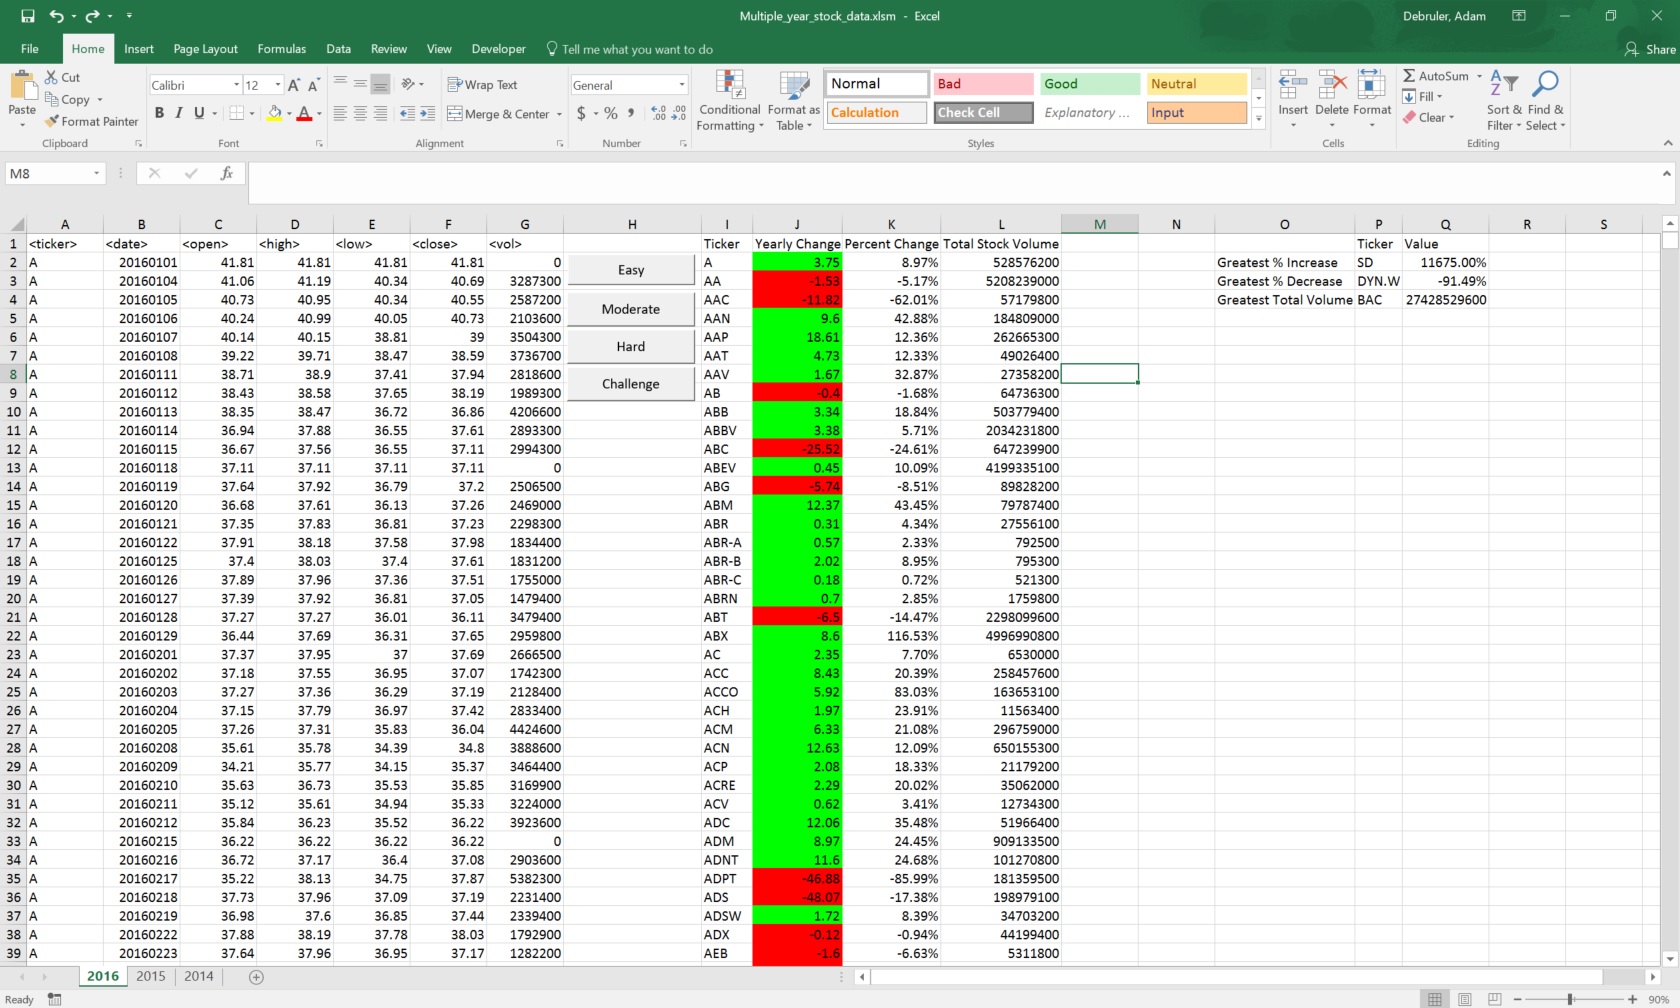 Multiple_year_stock_data.xlsm - Excel Debruler, Adam
File Home Insert Page Layout Formulas Data Review View Developer Tell me what you want to do Share
Paste Cut Copy Format Painter Clipboard
Calibri 12 A A B I U A Font
Wrap Text Merge & Center Alignment
General $ % , .0 .00 .00 .0 Number
Conditional Formatting Format as Table
Normal Bad Good Neutral
Calculation Check Cell Explanatory ... Input
Styles
Insert Delete Format Cells
AutoSum Fill Clear Sort & Filter Find & Select Editing
M8 fx
A B C D E F G H I J K L M N O P Q R S
1 <ticker> <date> <open> <high> <low> <close> <vol> Ticker Yearly Change Percent Change Total Stock Volume Ticker Value
2 A 20160101 41.81 41.81 41.81 41.81 0 Easy A 3.75 8.97% 528576200 Greatest % Increase SD 11675.00%
3 A 20160104 41.06 41.19 40.34 40.69 3287300 AA -1.53 -5.17% 5208239000 Greatest % Decrease DYN.W -91.49%
4 A 20160105 40.73 40.95 40.34 40.55 2587200 Moderate AAC -11.82 -62.01% 57179800 Greatest Total Volume BAC 27428529600
5 A 20160106 40.24 40.99 40.05 40.73 2103600 AAN 9.6 42.88% 184809000
6 A 20160107 40.14 40.15 38.81 39 3504300 Hard AAP 18.61 12.36% 262665300
7 A 20160108 39.22 39.71 38.47 38.59 3736700 AAT 4.73 12.33% 49026400
8 A 20160111 38.71 38.9 37.41 37.94 2818600 Challenge AAV 1.67 32.87% 27358200
9 A 20160112 38.43 38.58 37.65 38.19 1989300 AB -0.4 -1.68% 64736300
10 A 20160113 38.35 38.47 36.72 36.86 4206600 ABB 3.34 18.84% 503779400
11 A 20160114 36.94 37.88 36.55 37.61 2893300 ABBV 3.38 5.71% 2034231800
12 A 20160115 36.67 37.56 36.55 37.11 2994300 ABC -25.52 -24.61% 647239900
13 A 20160118 37.11 37.11 37.11 37.11 0 ABEV 0.45 10.09% 4199335100
14 A 20160119 37.64 37.92 36.79 37.2 2506500 ABG -5.74 -8.51% 89828200
15 A 20160120 36.68 37.61 36.13 37.26 2469000 ABM 12.37 43.45% 79787400
16 A 20160121 37.35 37.83 36.81 37.23 2298300 ABR 0.31 4.34% 27556100
17 A 20160122 37.91 38.18 37.58 37.98 1834400 ABR-A 0.57 2.33% 792500
18 A 20160125 37.4 38.03 37.4 37.61 1831200 ABR-B 2.02 8.95% 795300
19 A 20160126 37.89 37.96 37.36 37.51 1755000 ABR-C 0.18 0.72% 521300
20 A 20160127 37.39 37.92 36.81 37.05 1479400 ABRN 0.7 2.85% 1759800
21 A 20160128 37.27 37.27 36.01 36.11 3479400 ABT -6.5 -14.47% 2298099600
22 A 20160129 36.44 37.69 36.31 37.65 2959800 ABX 8.6 116.53% 4996990800
23 A 20160201 37.37 37.95 37 37.69 2666500 AC 2.35 7.70% 6530000
24 A 20160202 37.18 37.55 36.95 37.07 1742300 ACC 8.43 20.39% 258457600
25 A 20160203 37.27 37.36 36.29 37.19 2128400 ACCO 5.92 83.03% 163653100
26 A 20160204 37.15 37.79 36.97 37.42 2833400 ACH 1.97 23.91% 11563400
27 A 20160205 37.26 37.31 35.83 36.04 4424600 ACM 6.33 21.08% 296759000
28 A 20160208 35.61 35.78 34.39 34.8 3888600 ACN 12.63 12.09% 650155300
29 A 20160209 34.21 35.77 34.15 35.37 3464400 ACP 2.08 18.33% 21179200
30 A 20160210 35.63 36.73 35.53 35.85 3169900 ACRE 2.29 20.02% 35062000
31 A 20160211 35.12 35.61 34.94 35.33 3224000 ACV 0.62 3.41% 12734300
32 A 20160212 35.84 36.23 35.52 36.22 3923600 ADC 12.06 35.48% 51966400
33 A 20160215 36.22 36.22 36.22 36.22 0 ADM 8.97 24.45% 909133500
34 A 20160216 36.72 37.17 36.4 37.08 2903600 ADNT 11.6 24.68% 101270800
35 A 20160217 35.22 38.13 34.75 37.87 5382300 ADPT -46.88 -85.99% 181359500
36 A 20160218 37.73 37.96 37.09 37.19 2231400 ADS -48.07 -17.38% 198979100
37 A 20160219 36.98 37.6 36.85 37.44 2339400 ADSW 1.72 8.39% 34703200
38 A 20160222 37.88 38.19 37.78 38.03 1792900 ADX -0.12 -0.94% 44199400
39 A 20160223 37.64 37.96 36.95 37.17 1282200 AEB -1.6 -6.63% 5311800
2016 2015 2014
Ready 90%